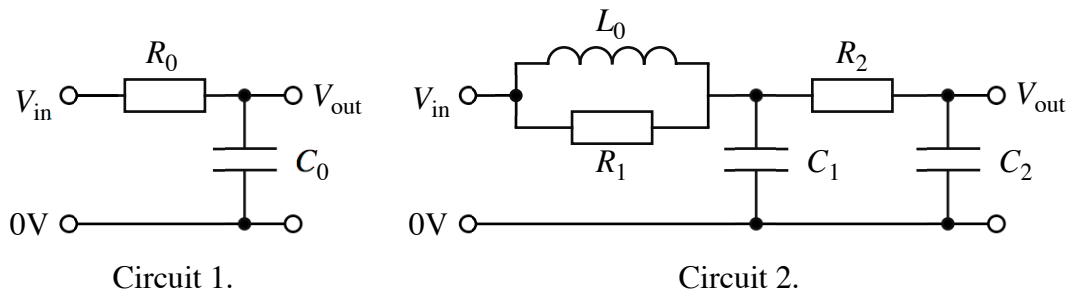 L0
R0
R2
Vin
Vout
Vin
Vout
R1
C0
C1
C2
0V
0V
Circuit 1.
Circuit 2.